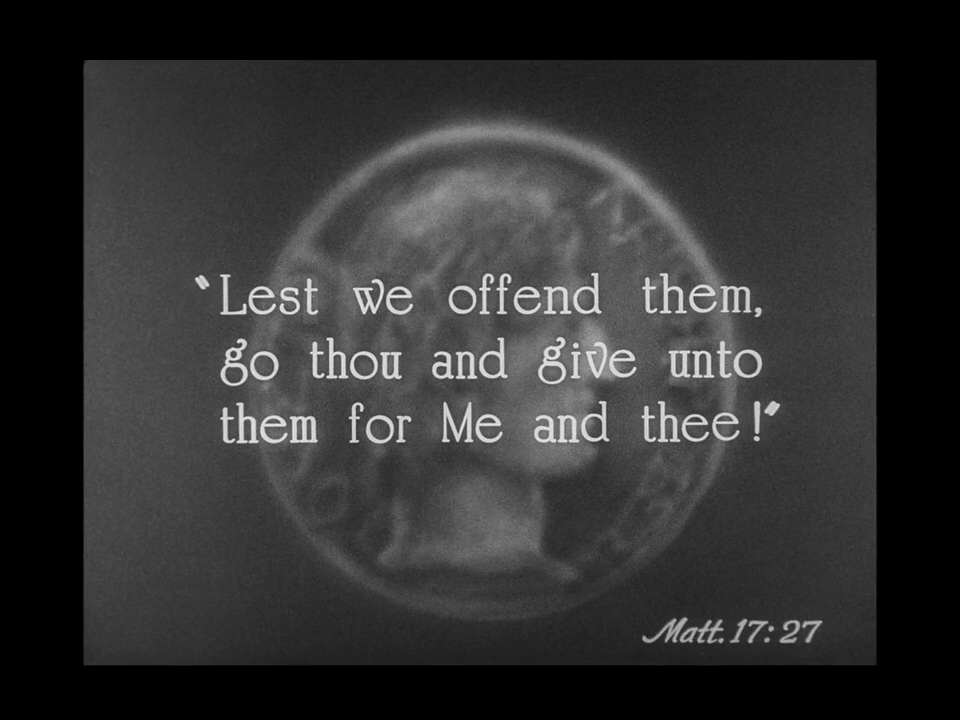 “Lest we offend them,
go thou and give unto
them for Me and thee!”
Matt. 17:27